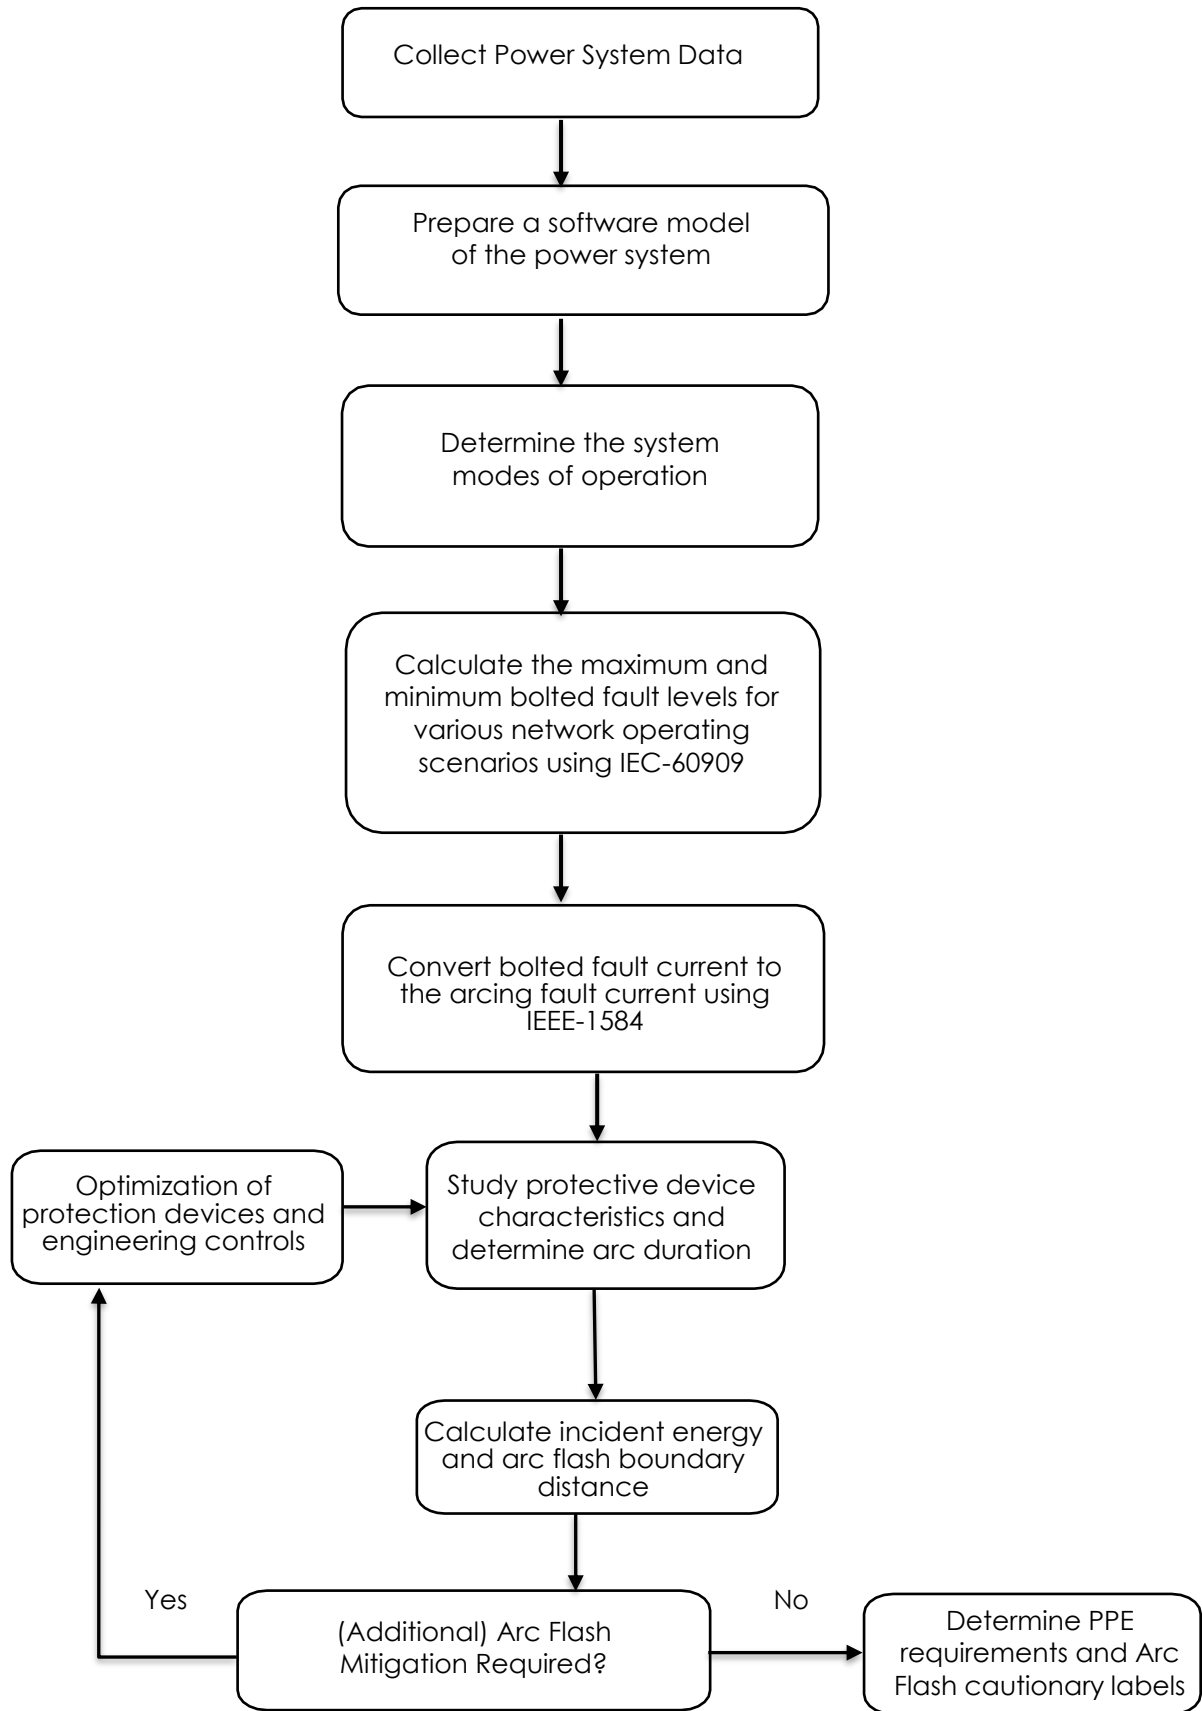 Collect Power System Data
Prepare a software model
of the power system
Determine the system
modes of operation
Calculate the maximum and
minimum bolted fault levels for
various network operating
scenarios using IEC-60909
Convert bolted fault current to
the arcing fault current using
IEEE-1584
Optimization of
protection devices and
engineering controls
Study protective device
characteristics and
determine arc duration
Calculate incident energy
and arc flash boundary
distance
Yes
(Additional) Arc Flash
Mitigation Required?
No
Determine PPE
requirements and Arc
Flash cautionary labels